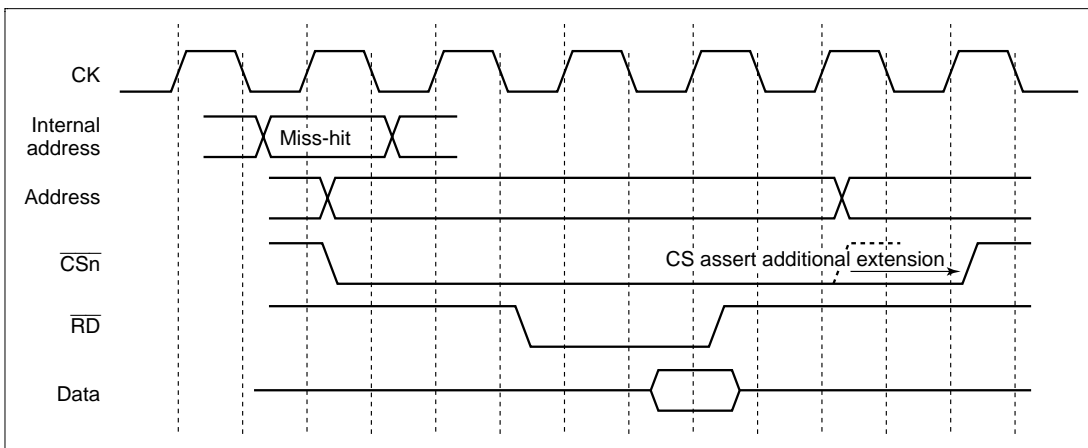 CK
Internal
address
Miss-hit
Address
CSn
CS assert additional extension
RD
Data